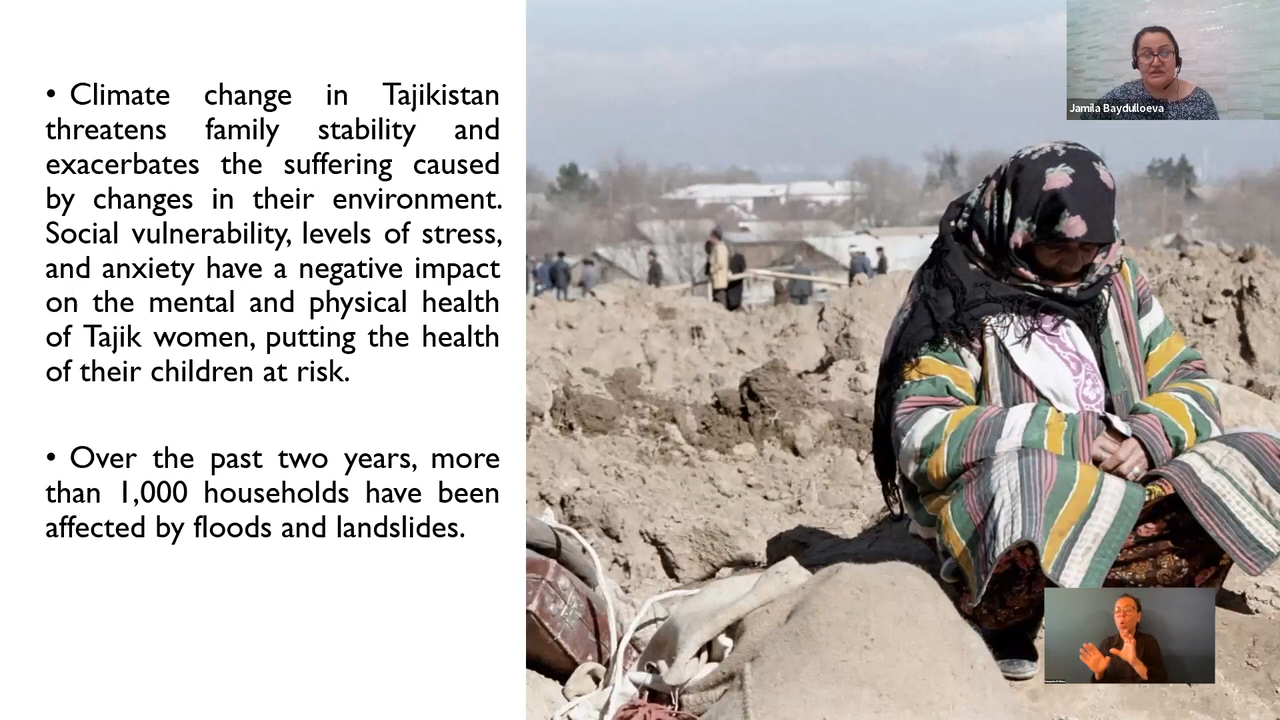 • Climate change in Tajikistan
threatens family stability and
exacerbates the suffering caused
by changes in their environment.
Social vulnerability, levels of stress,
and anxiety have a negative impact
on the mental and physical health
of Tajik women, putting the health
of their children at risk.
• Over the past two years, more
than 1,000 households have been
affected by floods and landslides.
Jamila Baydulloeva